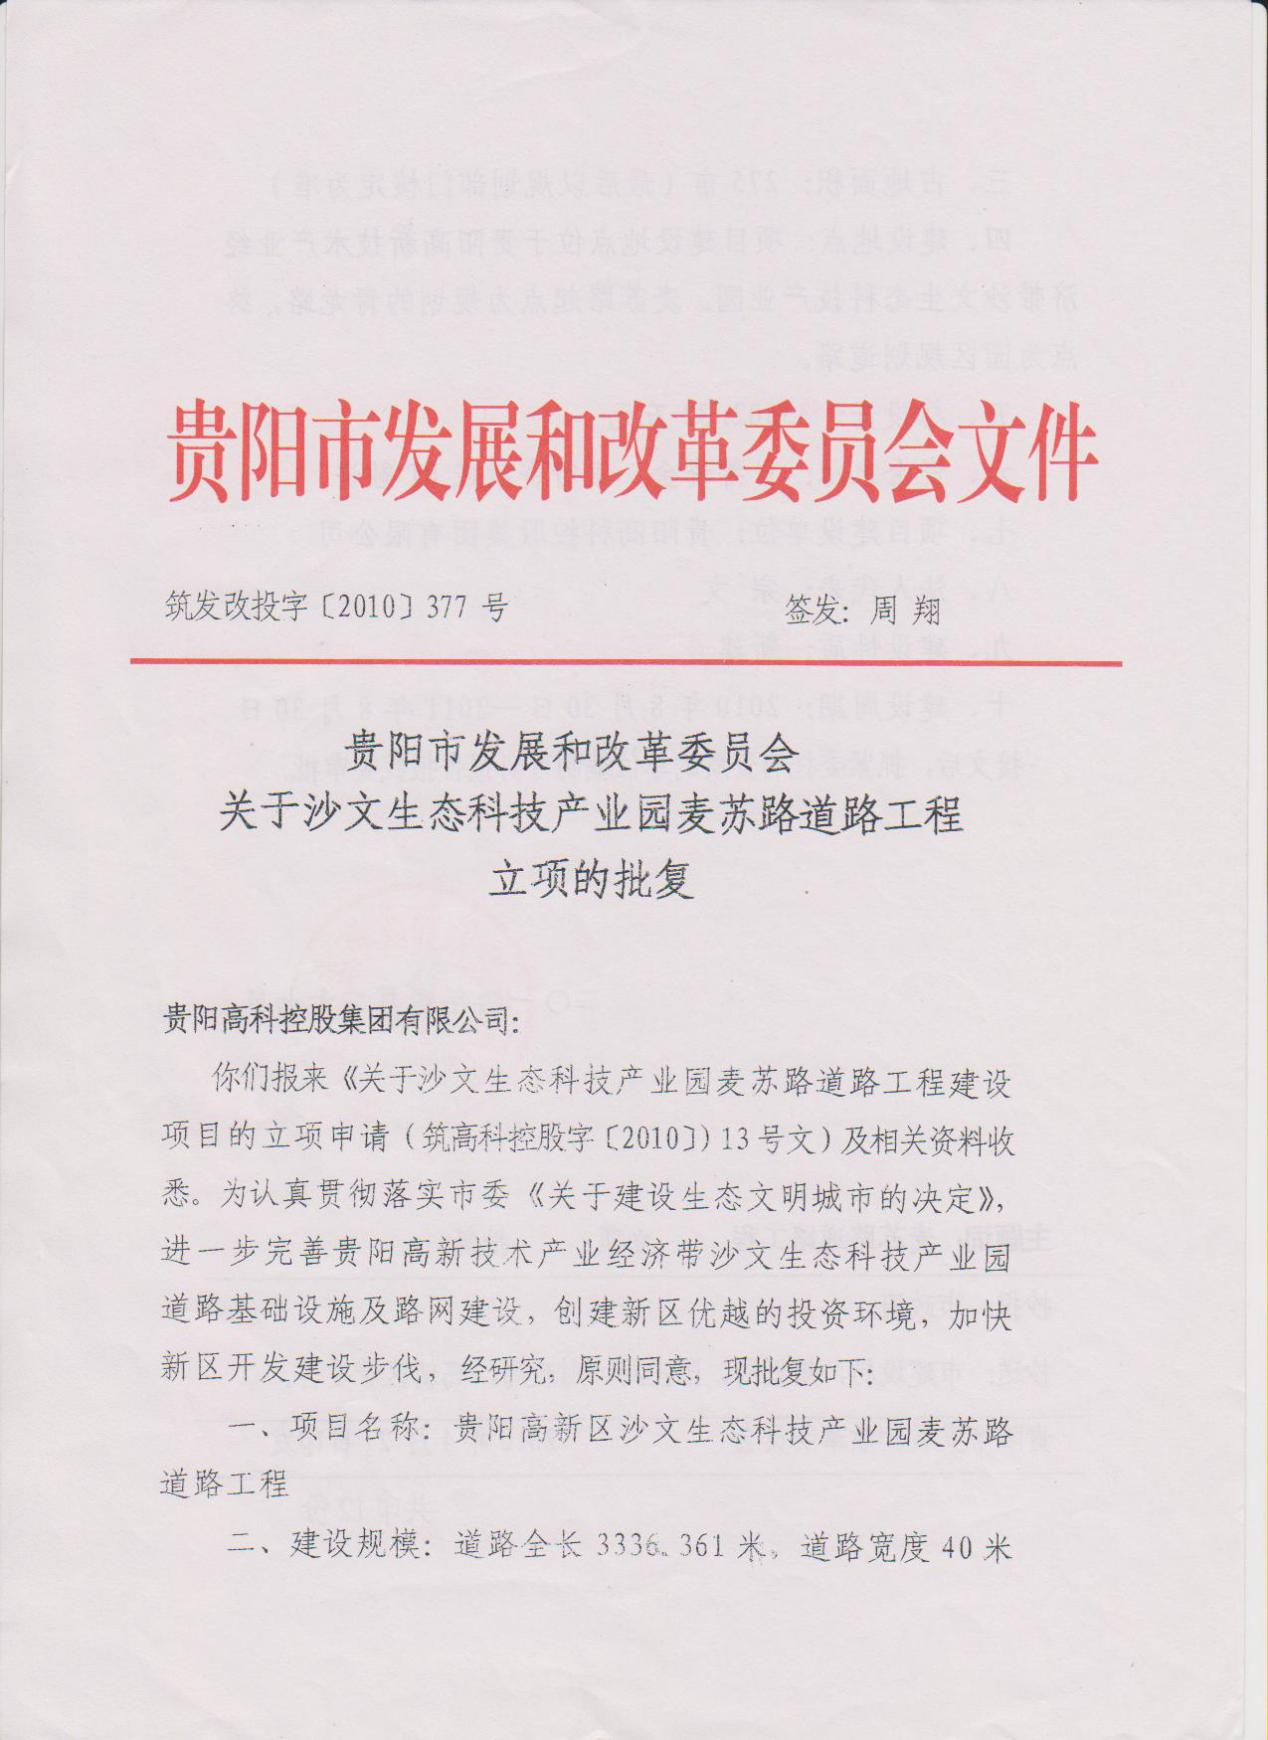 贵阳市发展和改革委员会文件
筑发改投字〔2010〕377 号 签发：周 翔
贵阳市发展和改革委员会
关于沙文生态科技产业园麦苏路道路工程
立项的批复
贵阳高科控股集团有限公司：
你们报来《关于沙文生态科技产业园麦苏路道路工程建设
项目的立项申请（筑高科控股字〔2010〕）13 号文）及相关资料收
悉。为认真贯彻落实市委《关于建设生态文明城市的决定》，
进一步完善贵阳高新技术产业经济带沙文生态科技产业园
道路基础设施及路网建设，创建新区优越的投资环境，加快
新区开发建设步伐，经研究，原则同意，现批复如下：
一、项目名称：贵阳高新区沙文生态科技产业园麦苏路
道路工程
二、建设规模：道路全长 3336.361 米，道路宽度 40 米